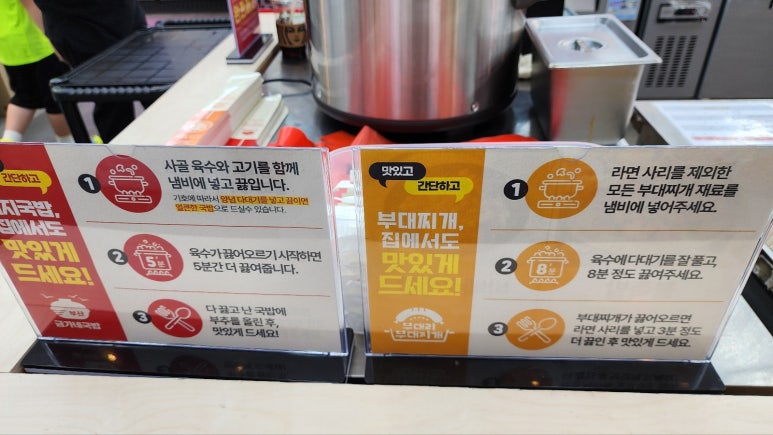 간단하고
지국밥,
집에서도
맛있게
드세요!
부산
1
사골 육수와 고기를 함께
냄비에 넣고 끓입니다.
기호에 따라서 양념 다대기를 넣고 끓이면
얼큰한 국밥으로 드실수 있습니다.
2
5분
육수가 끓어오르기 시작하면
5분간 더 끓여줍니다.
3
다 끓고 난 국밥에
부추를 올린 후,
맛있게 드세요!
맛있고
간단하고
부대찌개,
집에서도
맛있게
드세요!
부대리
부대찌개
1
라면 사리를 제외한
모든 부대찌개 재료를
냄비에 넣어주세요.
2
8분
육수에 다대기를 잘 풀고,
8분 정도 끓여주세요.
3
부대찌개가 끓어오르면
라면 사리를 넣고 3분 정도
더 끓인 후 맛있게 드세요.